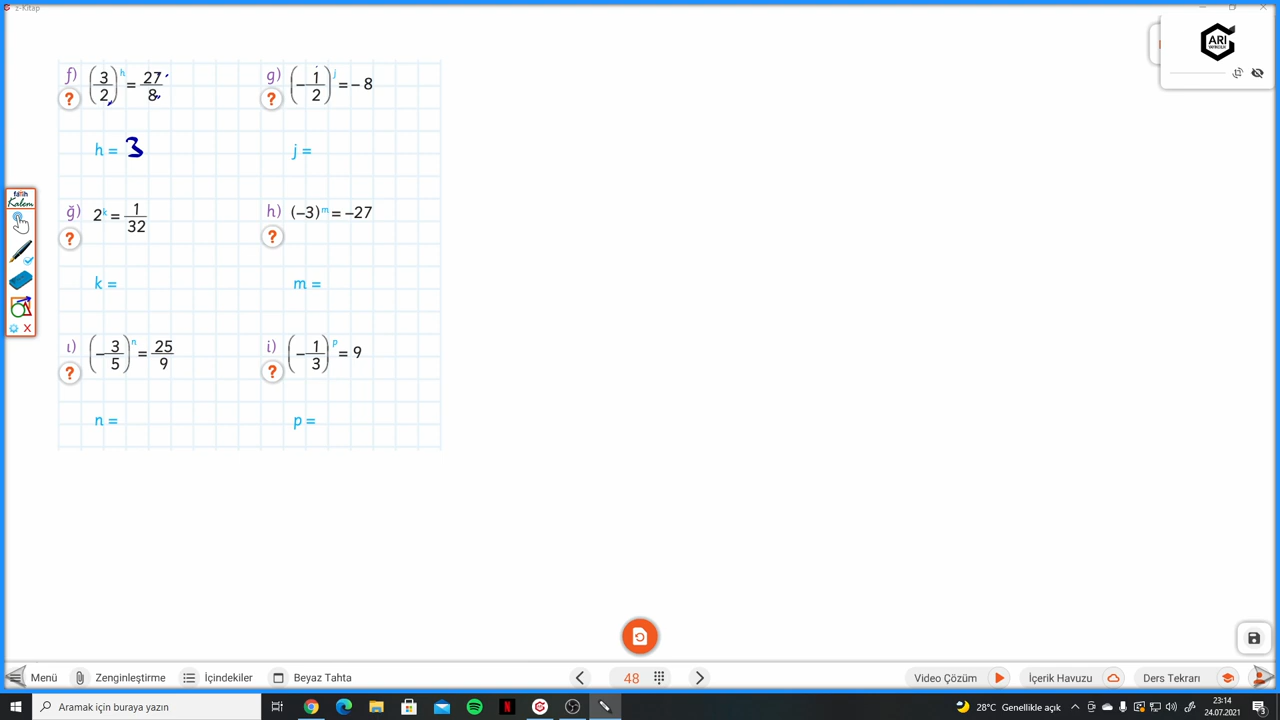 z-Kitap
ARI
f) (3/2)^h = 27/8
g) (-1/2)^j = -8
?
?
h = 3
j =
fatih
Kalem
ğ) 2^k = 1/32
h) (-3)^m = -27
?
?
k =
m =
ı) (-3/5)^n = 25/9
i) (-1/3)^p = 9
?
?
n =
p =
Menü Zenginleştirme İçindekiler Beyaz Tahta 48 Video Çözüm İçerik Havuzu Ders Tekrarı
Aramak için buraya yazın 28°C Genellikle açık 23:14
24.07.2021
3